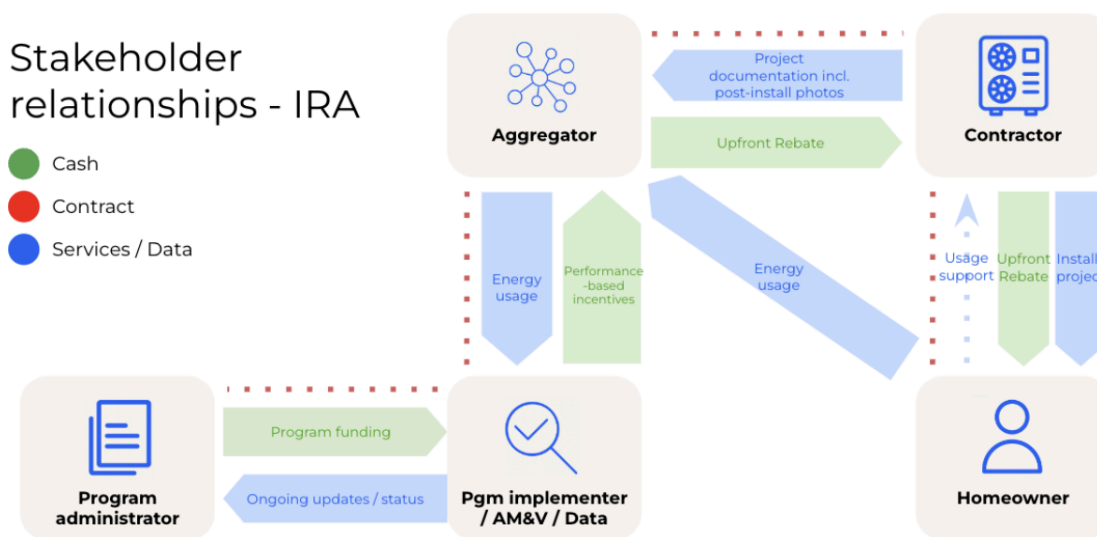 Stakeholder
relationships - IRA
Cash
Contract
Services / Data
Aggregator
Project
documentation incl.
post-install photos
Upfront Rebate
Contractor
Energy
usage
Performance
-based
incentives
Energy
usage
Usage
support
Upfront
Rebate
Install
project
Program
administrator
Program funding
Ongoing updates / status
Pgm implementer
/ AM&V / Data
Homeowner